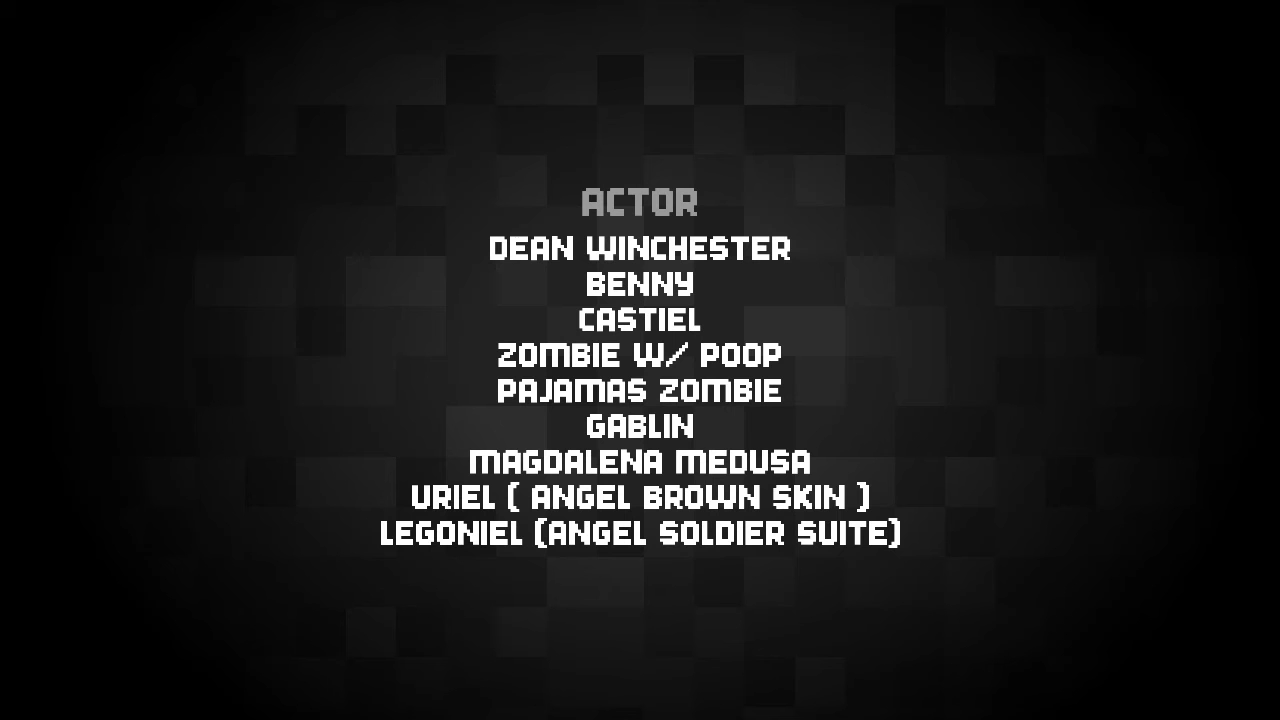 ACTOR
DEAN WINCHESTER
BENNY
CASTIEL
ZOMBIE W/ POOP
PAJAMAS ZOMBIE
GABLIN
MAGDALENA MEDUSA
URIEL ( ANGEL BROWN SKIN )
LEGONIEL (ANGEL SOLDIER SUITE)